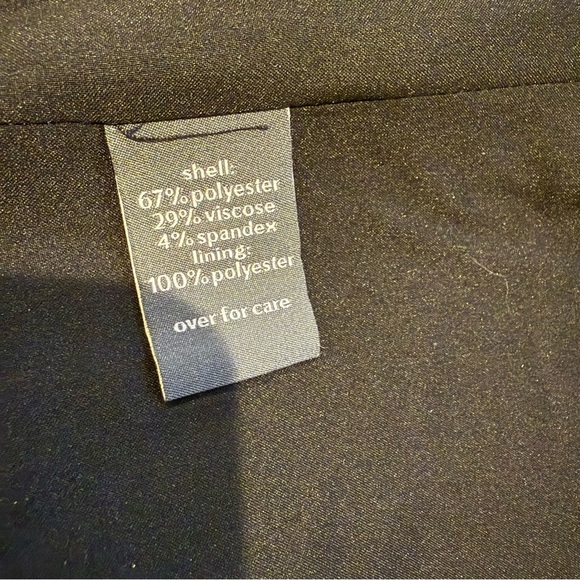 shell:
67% polyester
29% viscose
4% spandex
lining:
100% polyester
over for care